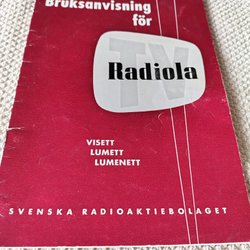 Bruksanvisning
för
TV
Radiola
VISETT
LUMETT
LUMENETT
SVENSKA RADIOAKTIEBOLAGET